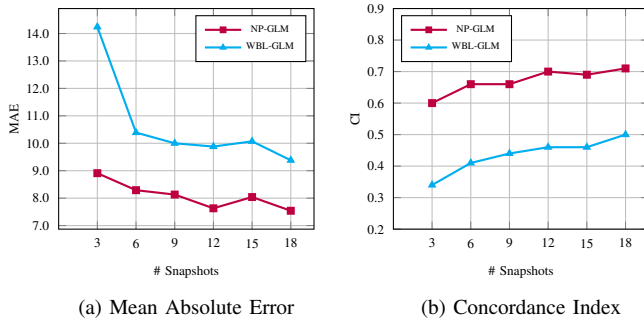 NP-GLM
WBL-GLM
14.0
13.0
12.0
11.0
10.0
9.0
8.0
7.0
MAE
3 6 9 12 15 18
# Snapshots
(a) Mean Absolute Error
NP-GLM
WBL-GLM
0.9
0.8
0.7
0.6
0.5
0.4
0.3
0.2
CI
3 6 9 12 15 18
# Snapshots
(b) Concordance Index